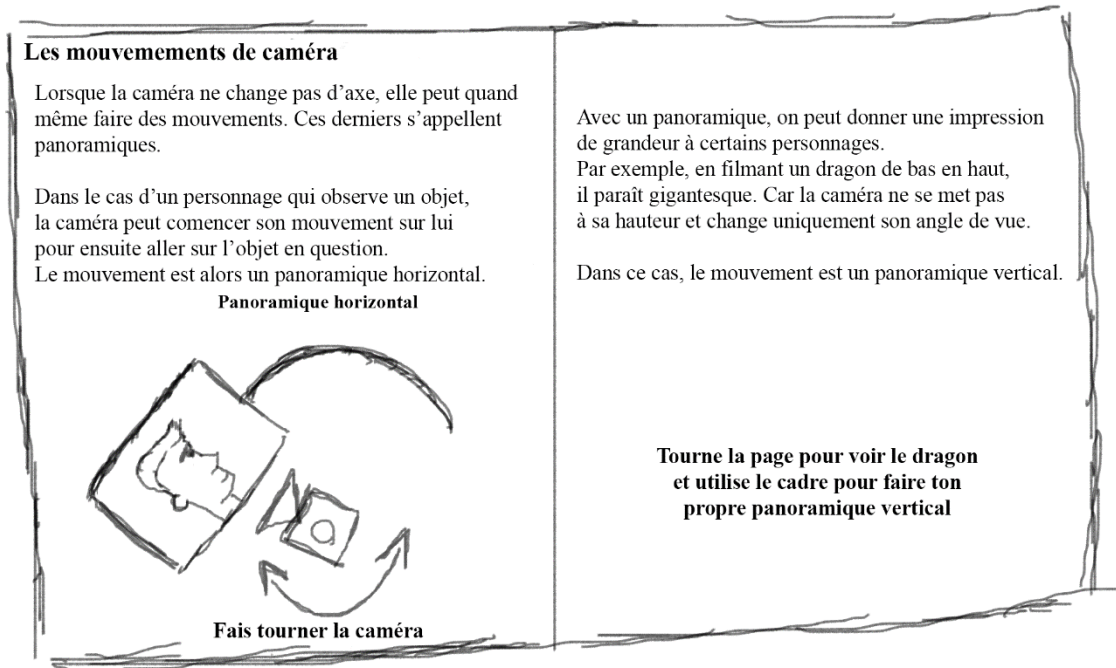 Les mouvemements de caméra
Lorsque la caméra ne change pas d'axe, elle peut quand
même faire des mouvements. Ces derniers s'appellent
panoramiques.
Dans le cas d'un personnage qui observe un objet,
la caméra peut comencer son mouvement sur lui
pour ensuite aller sur l'objet en question.
Le mouvement est alors un panoramique horizontal.
Panoramique horizontal
Fais tourner la caméra
Avec un panoramique, on peut donner une impression
de grandeur à certains personnages.
Par exemple, en filmant un dragon de bas en haut,
il paraît gigantesque. Car la caméra ne se met pas
à sa hauteur et change uniquement son angle de vue.
Dans ce cas, le mouvement est un panoramique vertical.
Tourne la page pour voir le dragon
et utilise le cadre pour faire ton
propre panoramique vertical